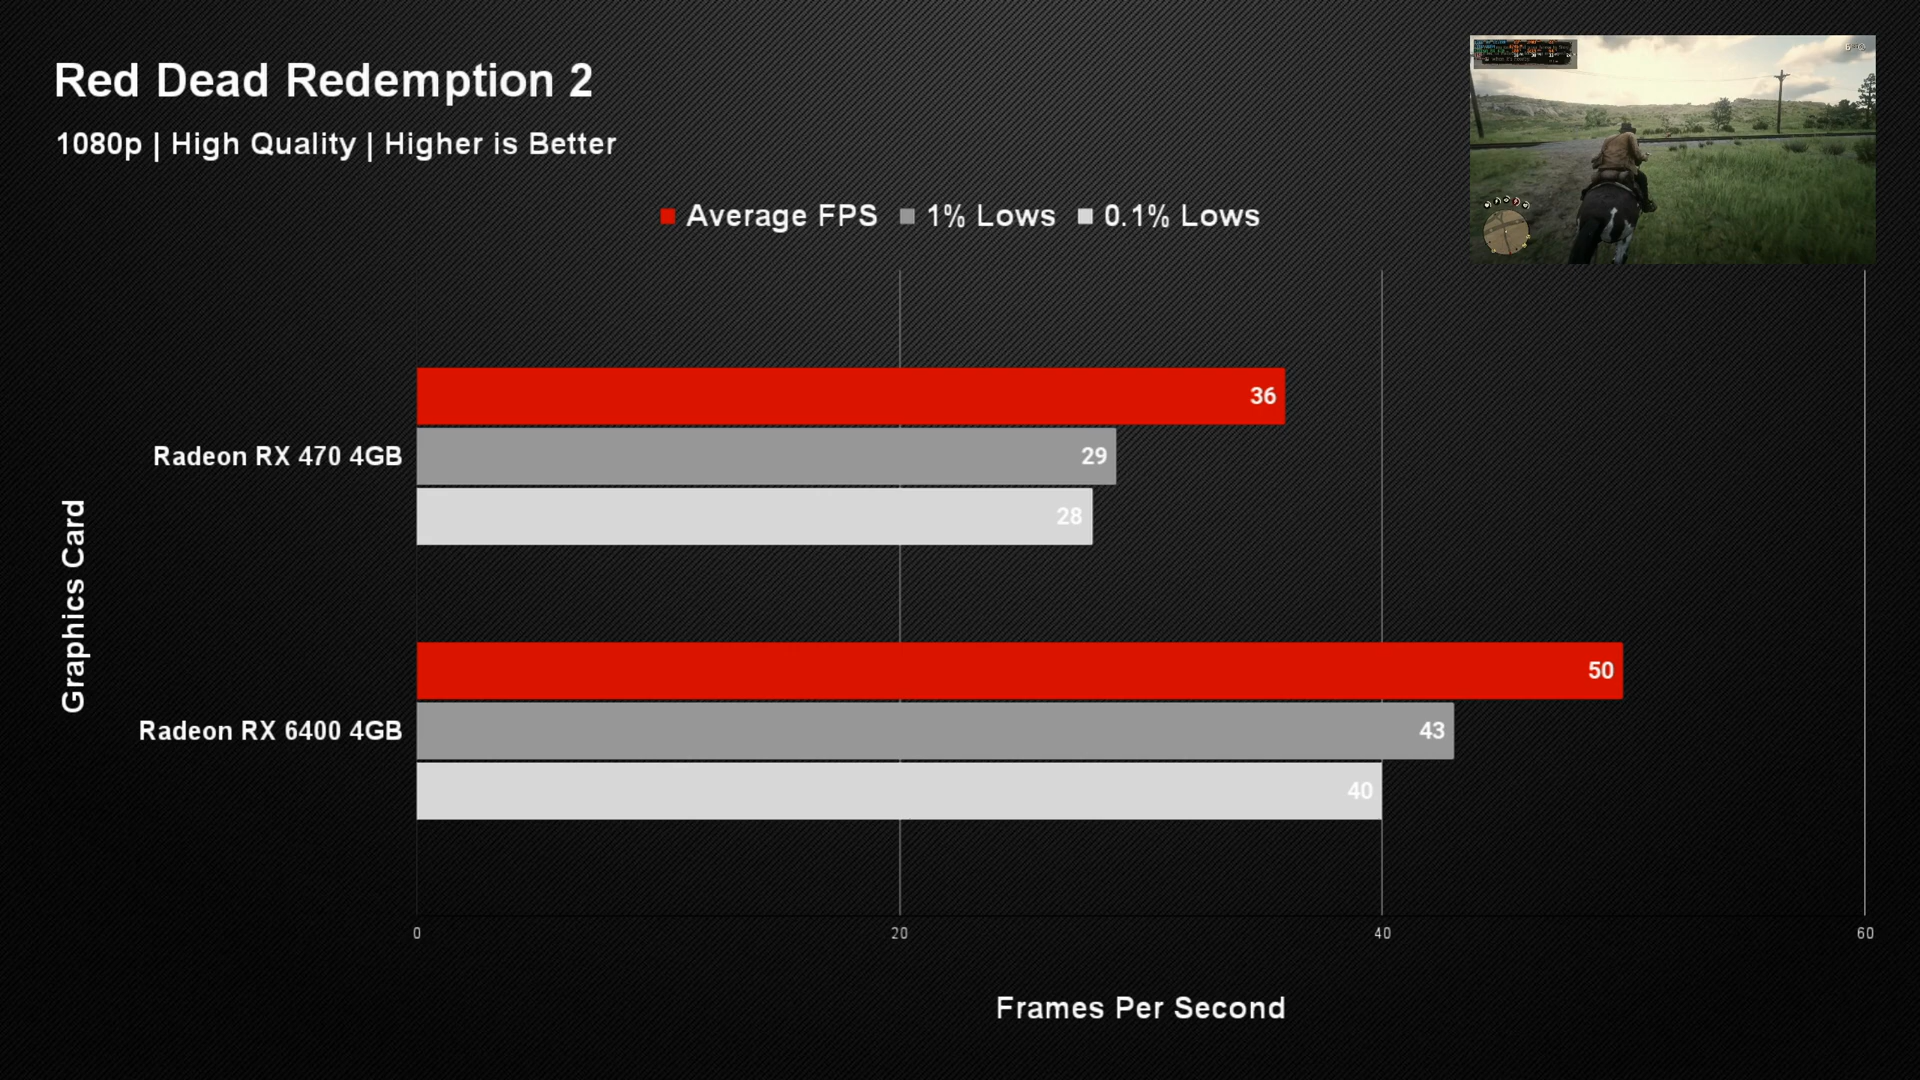 Red Dead Redemption 2
1080p | High Quality | Higher is Better
Average FPS 1% Lows 0.1% Lows
Graphics Card
Radeon RX 470 4GB
36
29
28
Radeon RX 6400 4GB
50
43
40
0 20 40 60
Frames Per Second